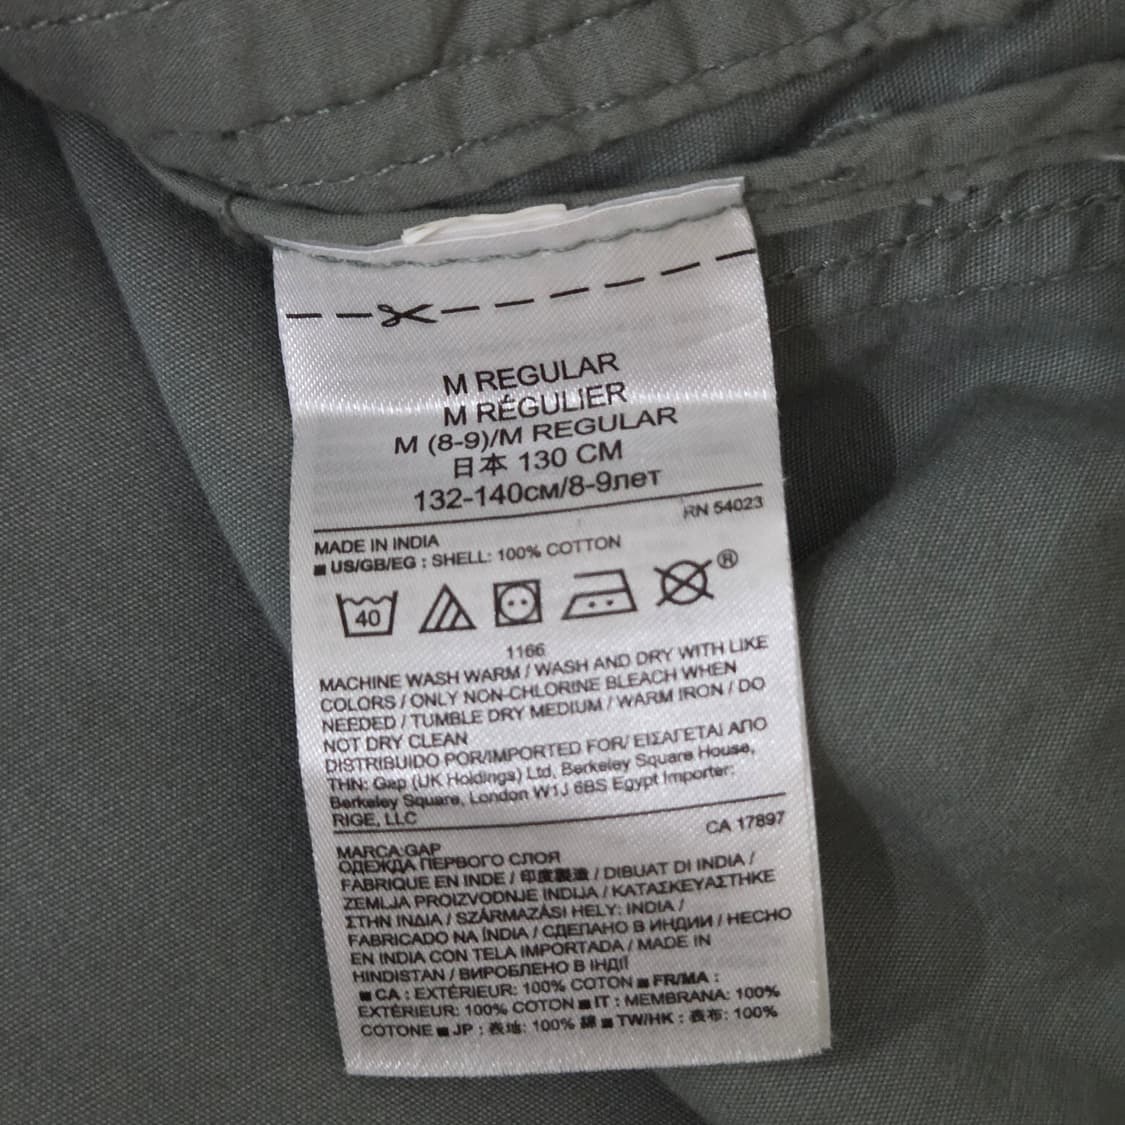 M REGULAR
M RÉGULIER
M (8-9)/M REGULAR
日本 130 CM
132-140см/8-9лет
RN 54023
MADE IN INDIA
■ US/GB/EG : SHELL: 100% COTTON
40
®
1166
MACHINE WASH WARM / WASH AND DRY WITH LIKE
COLORS / ONLY NON-CHLORINE BLEACH WHEN
NEEDED / TUMBLE DRY MEDIUM / WARM IRON / DO
NOT DRY CLEAN
DISTRIBUIDO POR/IMPORTED FOR/ ΕΙΣΑΓΕΤΑΙ ΑΠΟ
ΤΗΝ: Gap (UK Holdings) Ltd, Berkeley Square House,
Berkeley Square, London W1J 6BS Egypt Importer:
RIGE, LLC
CA 17897
MARCA:GAP
ОДЕЖДА ПЕРВОГО СЛОЯ
FABRIQUE EN INDE / 印度製造 / DIBUAT DI INDIA /
ZEMLJA PROIZVODNJE INDIJA / ΚΑΤΑΣΚΕΥΑΣΤΗΚΕ
ΣΤΗΝ ΙΝΔΙΑ / SZÁRMAZÁSI HELY: INDIA /
FABRICADO NA ÍNDIA / СДЕЛАНО В ИНДИИ / HECHO
EN INDIA CON TELA IMPORTADA / MADE IN
HINDISTAN / ВИРОБЛЕНО В ІНДІЇ
■ CA : EXTÉRIEUR: 100% COTON ■ FR/MA :
EXTÉRIEUR: 100% COTON ■ IT : MEMBRANA: 100%
COTONE ■ JP : 表地: 100% 綿 ■ TW/HK : 表布: 100%